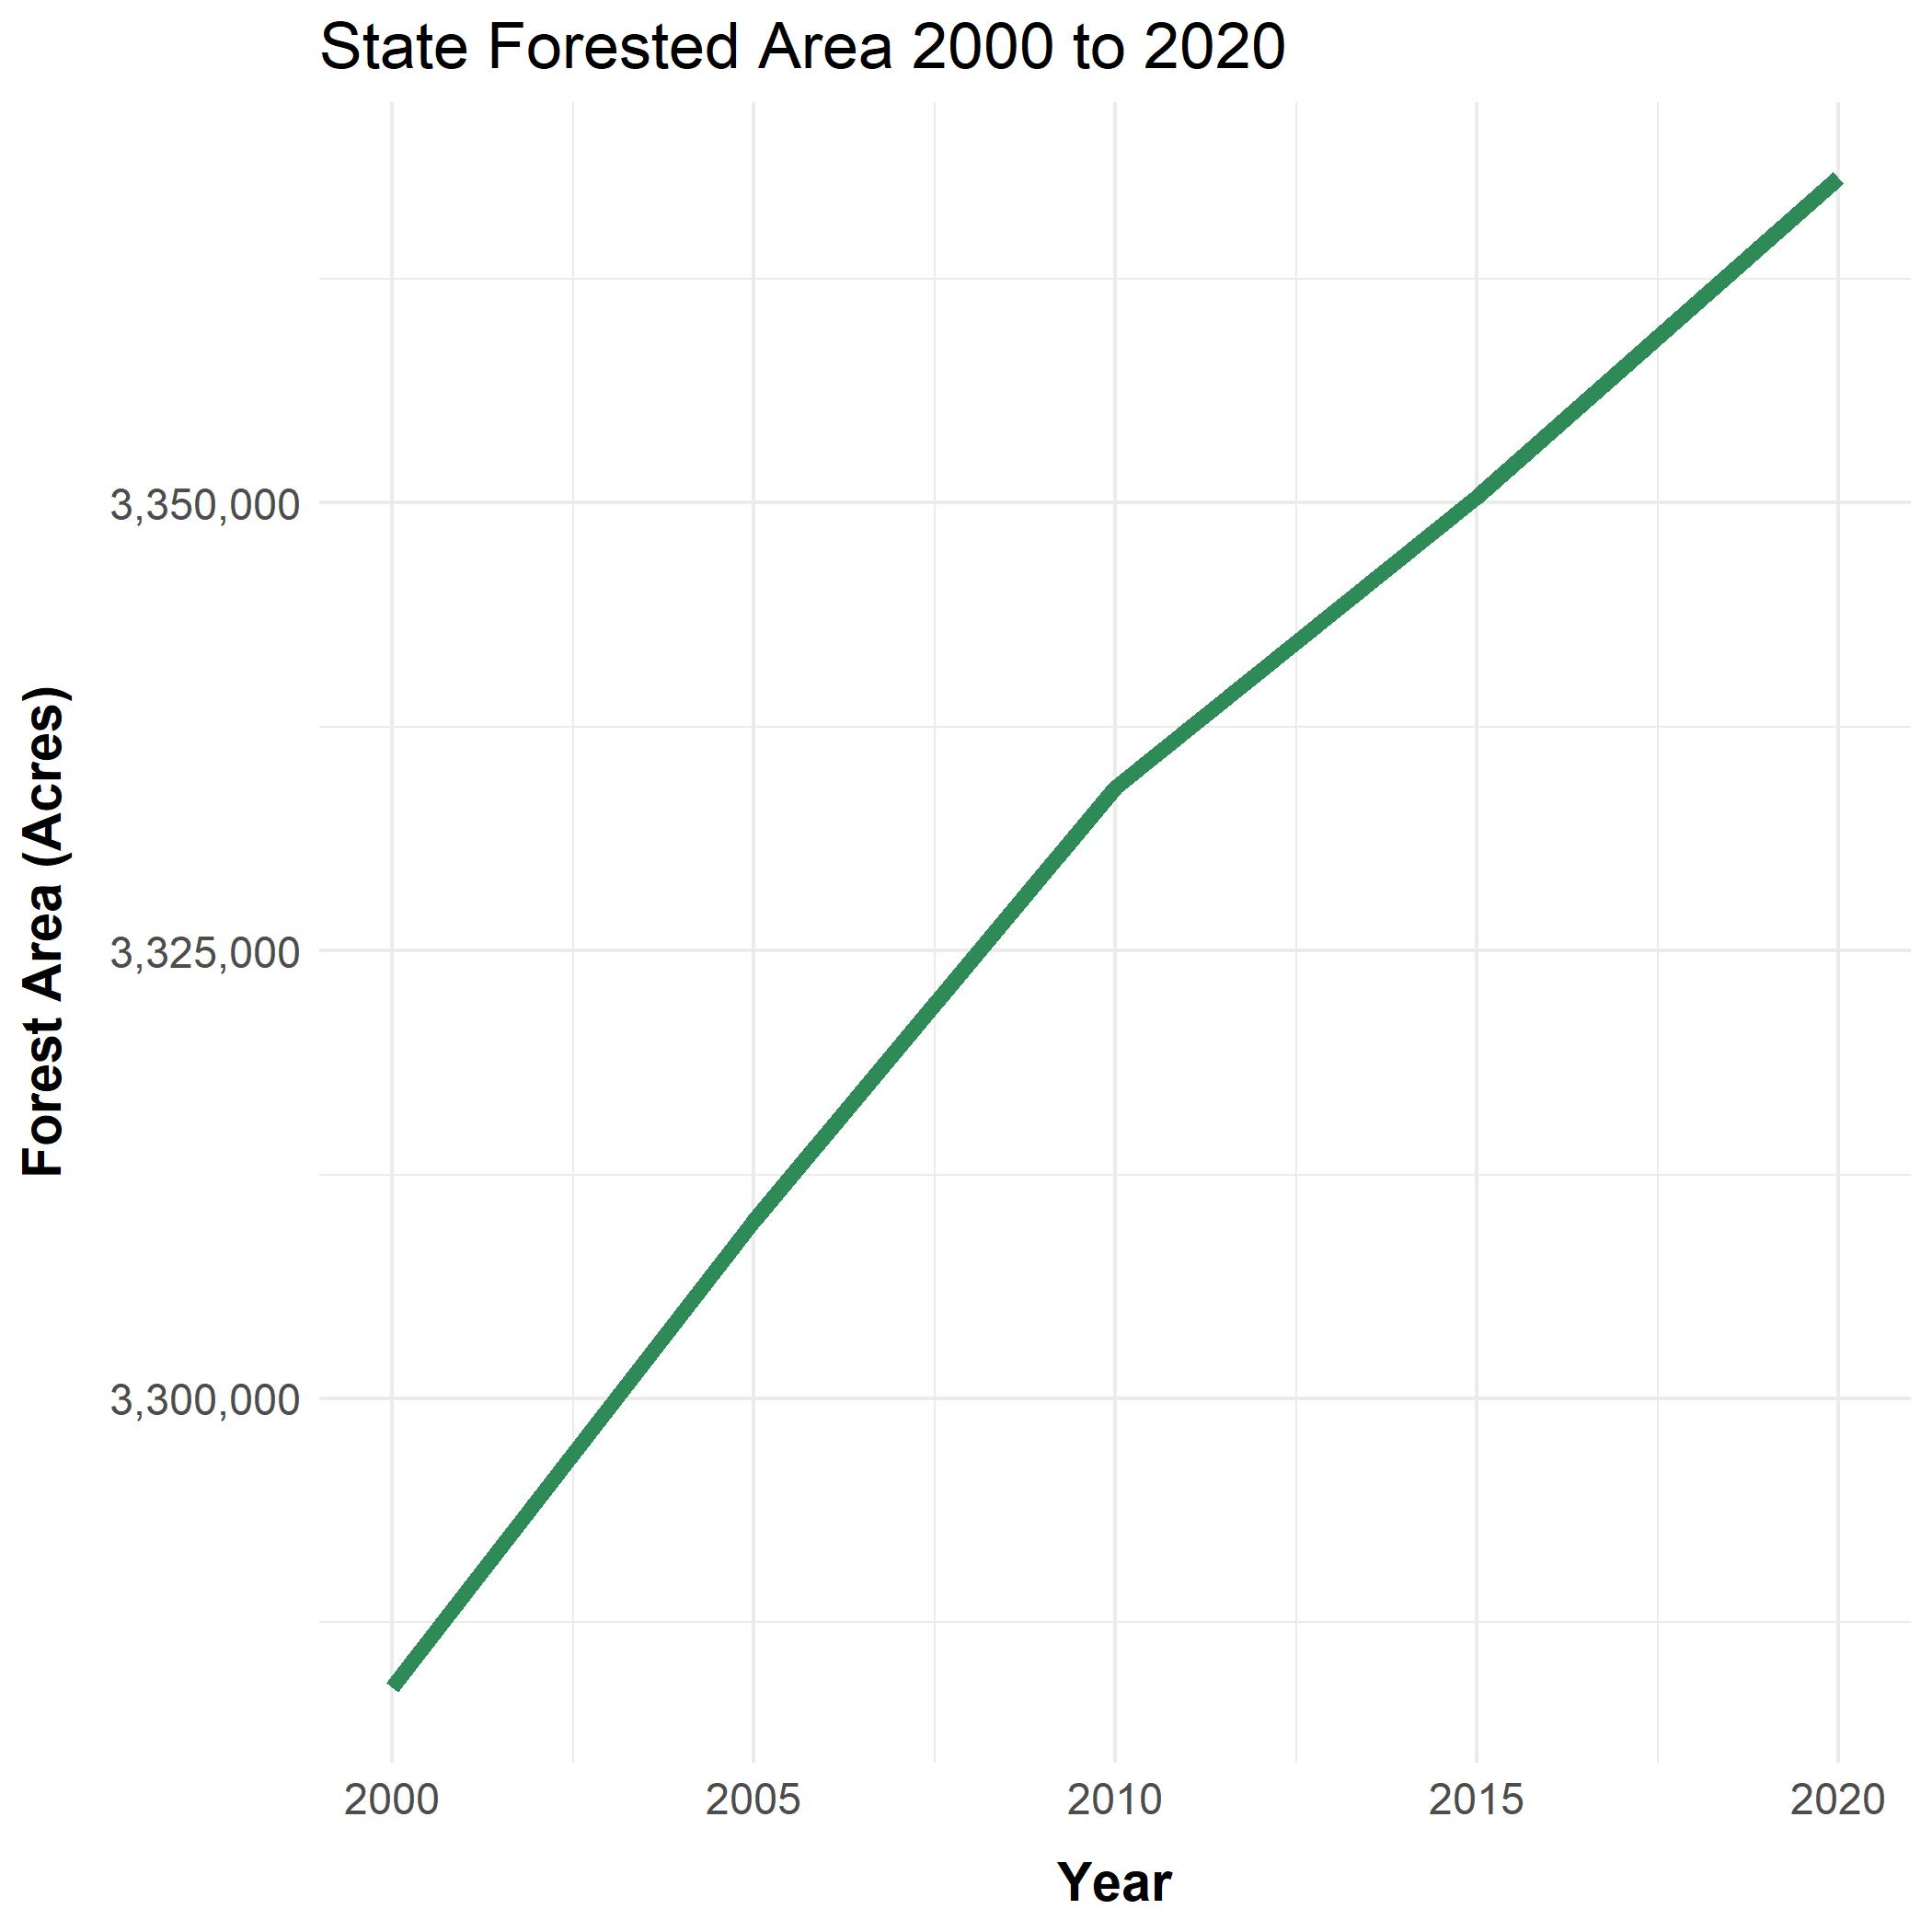 State Forested Area 2000 to 2020
Forest Area (Acres)
3,350,000
3,325,000
3,300,000
2000 2005 2010 2015 2020
Year